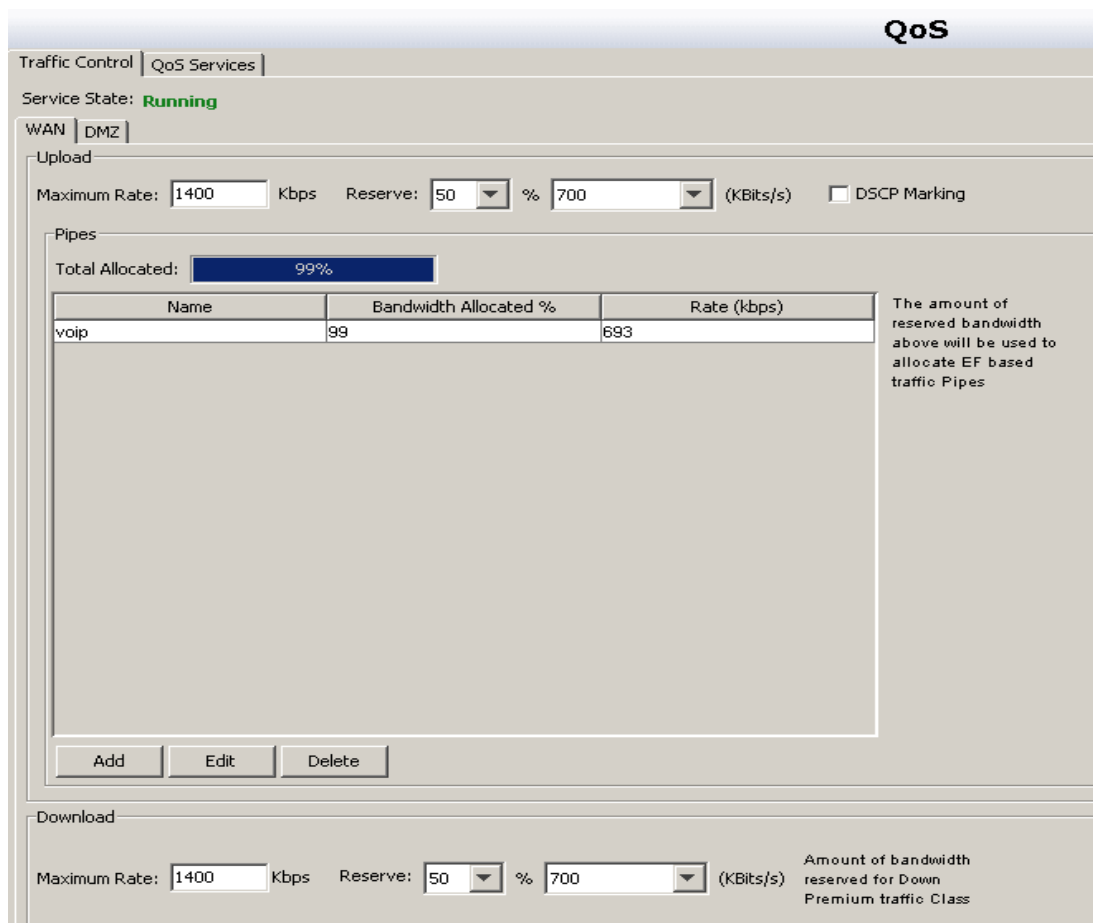 QoS
Traffic Control QoS Services
Service State: Running
WAN DMZ
Upload
Maximum Rate: 1400 Kbps Reserve: 50 % 700 (KBits/s) DSCP Marking
Pipes
Total Allocated: 99%
Name Bandwidth Allocated % Rate (kbps)
voip 99 693
The amount of
reserved bandwidth
above will be used to
allocate EF based
traffic Pipes
Add Edit Delete
Download
Maximum Rate: 1400 Kbps Reserve: 50 % 700 (KBits/s)
Amount of bandwidth
reserved for Down
Premium traffic Class